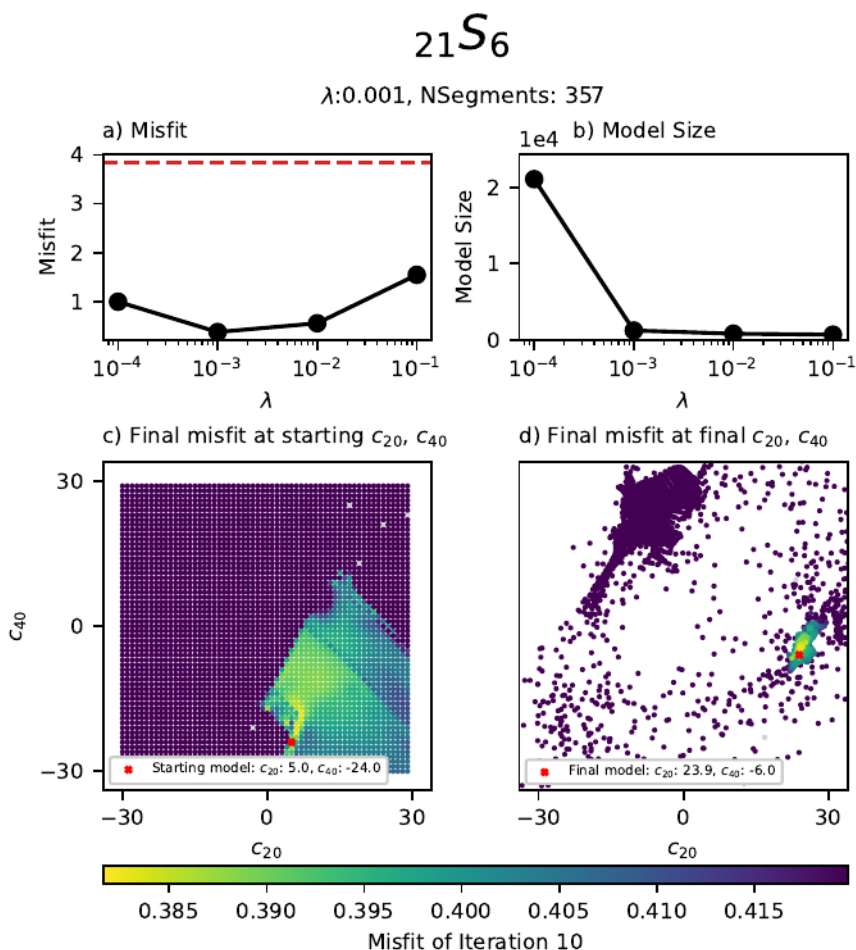 ₂₁S₆
λ:0.001, NSegments: 357
a) Misfit
b) Model Size
1e4
4
3
2
1
Misfit
10⁻⁴ 10⁻³ 10⁻² 10⁻¹
λ
2
1
0
Model Size
10⁻⁴ 10⁻³ 10⁻² 10⁻¹
λ
c) Final misfit at starting c₂₀, c₄₀
30
0
−30
c₄₀
Starting model: c₂₀: 5.0, c₄₀: -24.0
−30 0 30
c₂₀
d) Final misfit at final c₂₀, c₄₀
Final model: c₂₀: 23.9, c₄₀: -6.0
−30 0 30
c₂₀
0.385 0.390 0.395 0.400 0.405 0.410 0.415
Misfit of Iteration 10